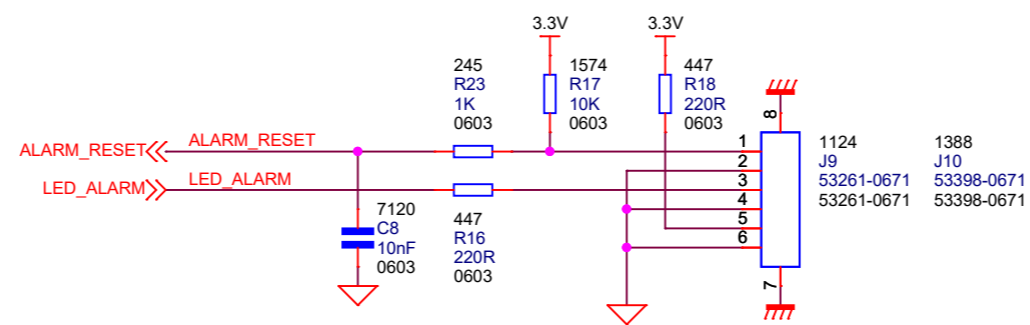 3.3V
3.3V
245
R23
1K
0603
1574
R17
10K
0603
447
R18
220R
0603
ALARM_RESET
ALARM_RESET
LED_ALARM
LED_ALARM
7120
C8
10nF
0603
447
R16
220R
0603
8
1
2
3
4
5
6
7
1124
J9
53261-0671
53261-0671
1388
J10
53398-0671
53398-0671